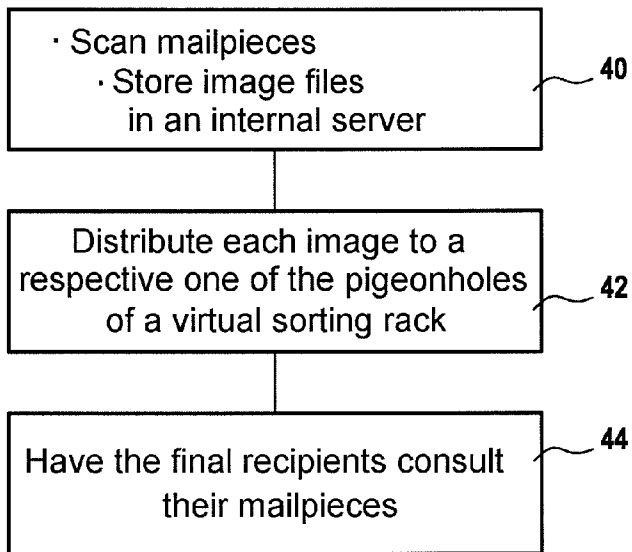 · Scan mailpieces
· Store image files
in an internal server
40
Distribute each image to a
respective one of the pigeonholes
of a virtual sorting rack
42
Have the final recipients consult
their mailpieces
44